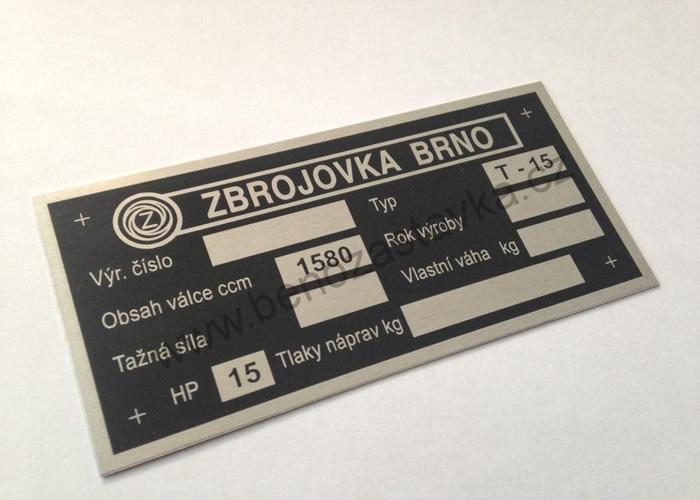 Z ZBROJOVKA BRNO
Výr. číslo
Typ T - 15
Obsah válce ccm 1580
Rok výroby
Tažná síla
Vlastní váha kg
HP 15
Tlaky náprav kg
www.benozastavka.cz